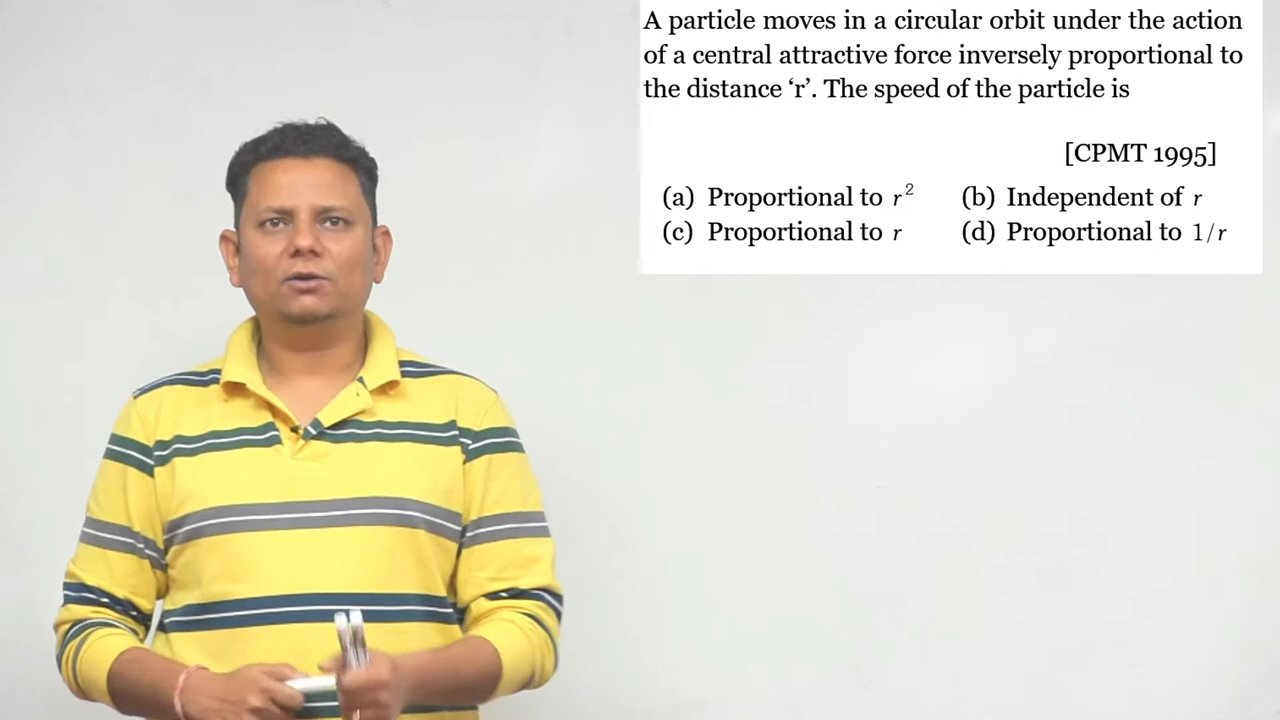 A particle moves in a circular orbit under the action
of a central attractive force inversely proportional to
the distance ‘r’. The speed of the particle is
[CPMT 1995]
(a) Proportional to r² (b) Independent of r
(c) Proportional to r (d) Proportional to 1/r